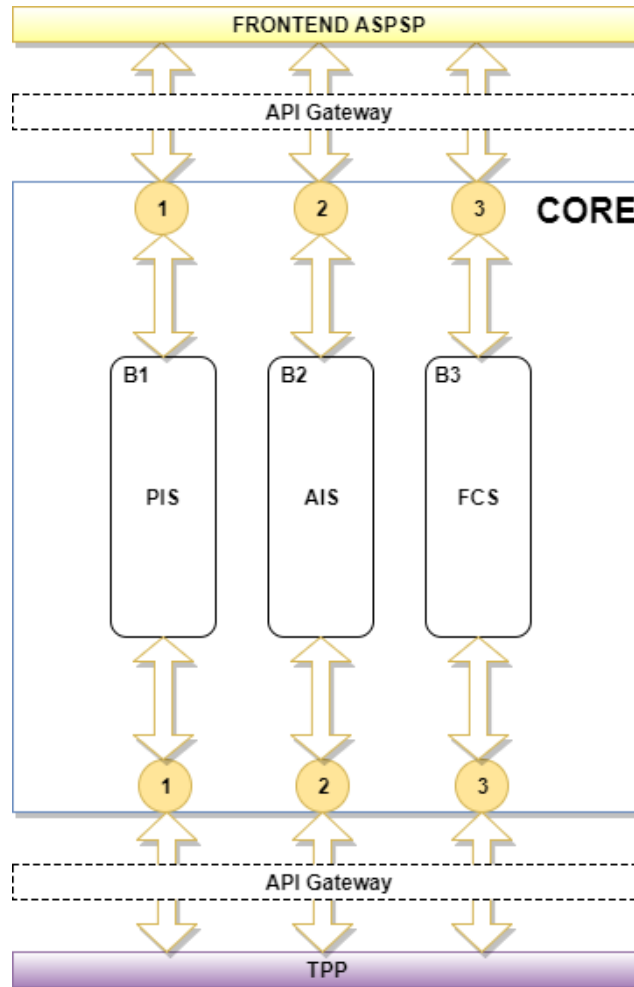 FRONTEND ASPSP
API Gateway
1 2 3 CORE
B1 B2 B3
PIS AIS FCS
1 2 3
API Gateway
TPP